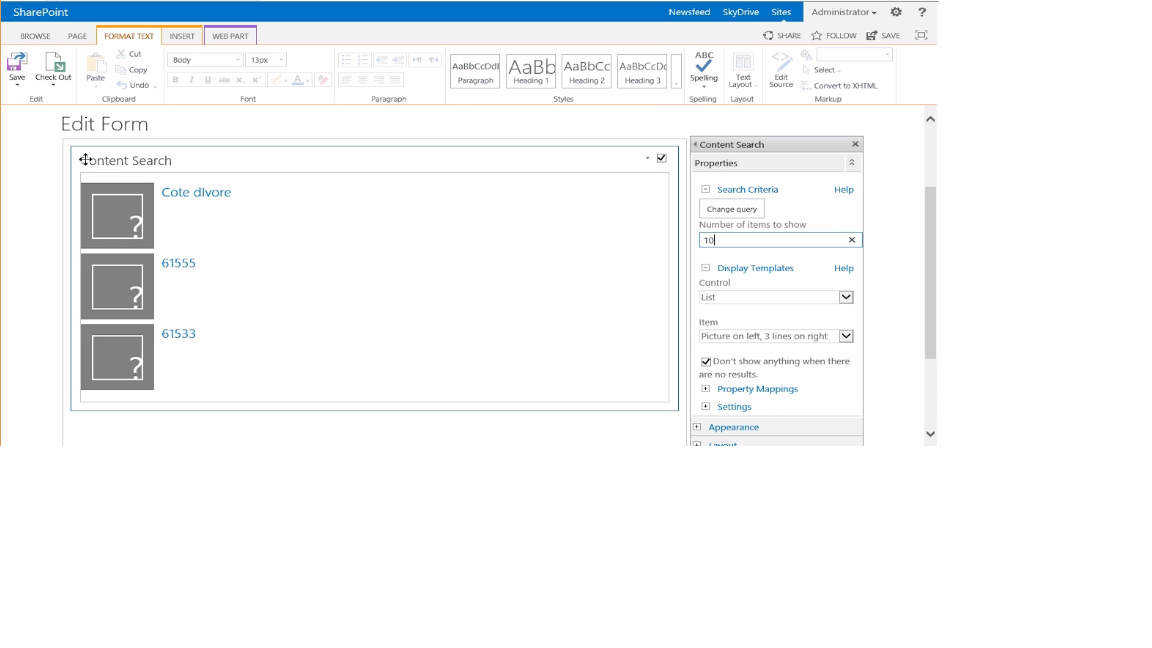 SharePoint
Newsfeed SkyDrive Sites Administrator ?
BROWSE PAGE FORMAT TEXT INSERT WEB PART SHARE FOLLOW SAVE
Save
Check Out
Edit
Paste
Cut
Copy
Undo
Clipboard
Body 13px
B I U abc X₂ X² A
Font
Paragraph
AaBbCcDdI
Paragraph
AaBb
Heading 1
AaBbCc
Heading 2
AaBbCcDc
Heading 3
Styles
ABC
Spelling
Spelling
Text
Layout
Layout
Edit
Source
Select
Convert to XHTML
Markup
Edit Form
ontent Search
Cote dIvore
?
61555
?
61533
?
Content Search
Properties
Search Criteria Help
Change query
Number of items to show
10
Display Templates Help
Control
List
Item
Picture on left, 3 lines on right
Don't show anything when there
are no results.
Property Mappings
Settings
Appearance
Layout